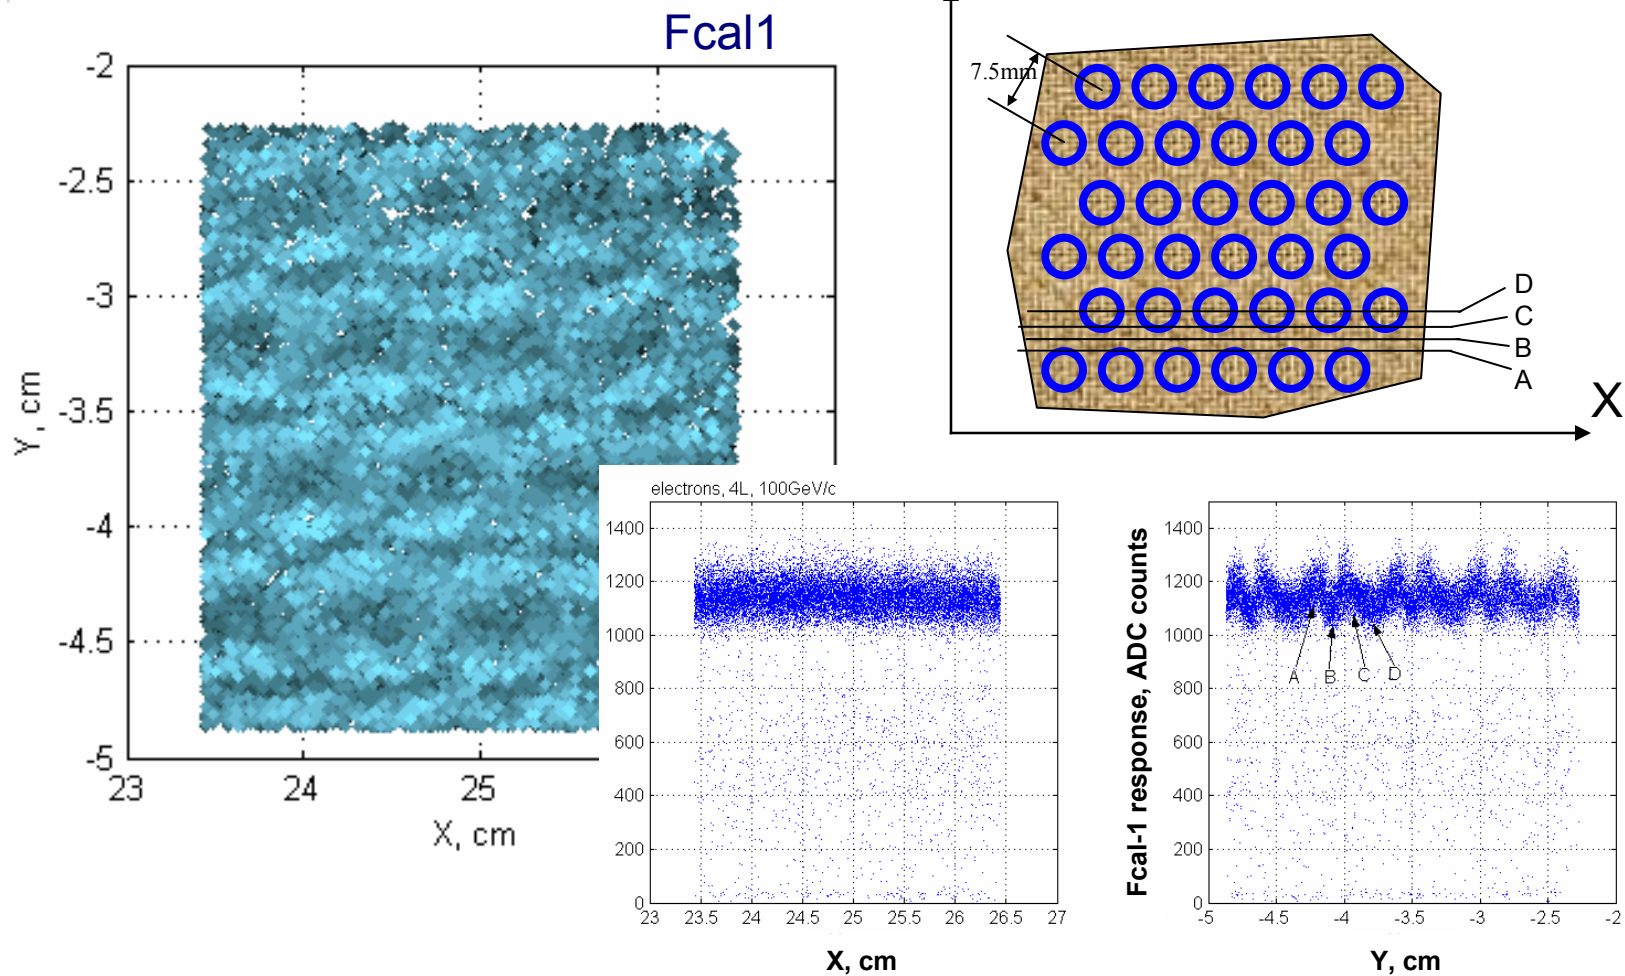 Fcal1
-2
-2.5
-3
-3.5
-4
-4.5
-5
23
24
25
Y, cm
X, cm
7.5mm
D
C
B
A
X
electrons, 4L, 100GeV/c
1400
1200
1000
800
600
400
200
0
23
23.5
24
24.5
25
25.5
26
26.5
27
X, cm
Fcal-1 response, ADC counts
1400
1200
1000
800
600
400
200
0
A
B
C
D
-5
-4.5
-4
-3.5
-3
-2.5
-2
Y, cm